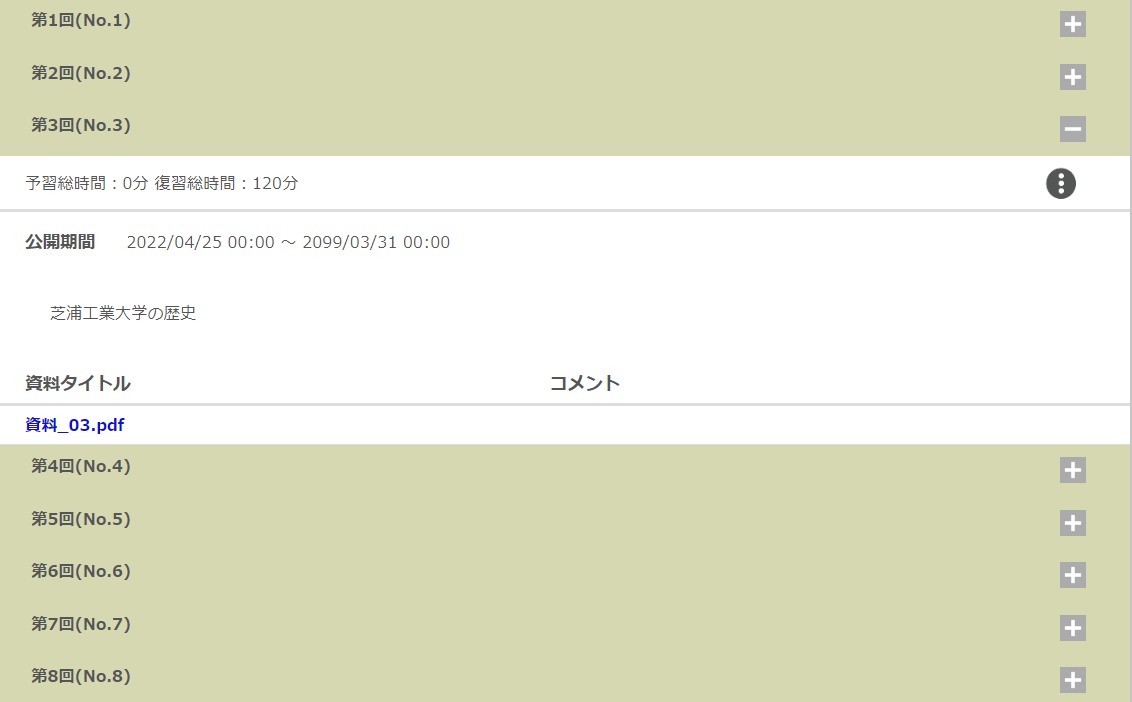 第1回(No.1)
第2回(No.2)
第3回(No.3)
予習総時間：0分 復習総時間：120分
公開期間 2022/04/25 00:00 ～ 2099/03/31 00:00
芝浦工業大学の歴史
資料タイトル コメント
資料_03.pdf
第4回(No.4)
第5回(No.5)
第6回(No.6)
第7回(No.7)
第8回(No.8)